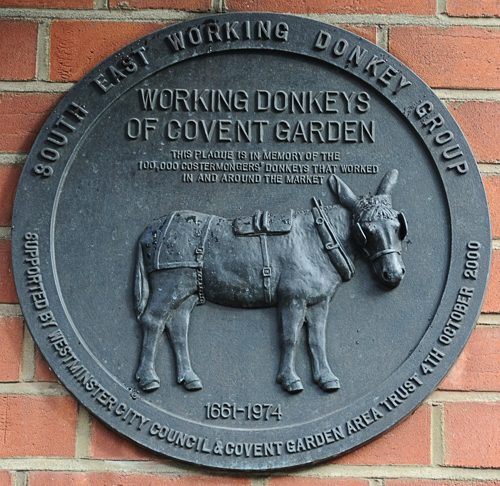 SOUTH EAST WORKING DONKEY GROUP
WORKING DONKEYS
OF COVENT GARDEN
THIS PLAQUE IS IN MEMORY OF THE
100,000 COSTERMONGERS' DONKEYS THAT WORKED
IN AND AROUND THE MARKET
1661-1974
SUPPORTED BY WESTMINSTER CITY COUNCIL & COVENT GARDEN AREA TRUST 4TH OCTOBER 2000